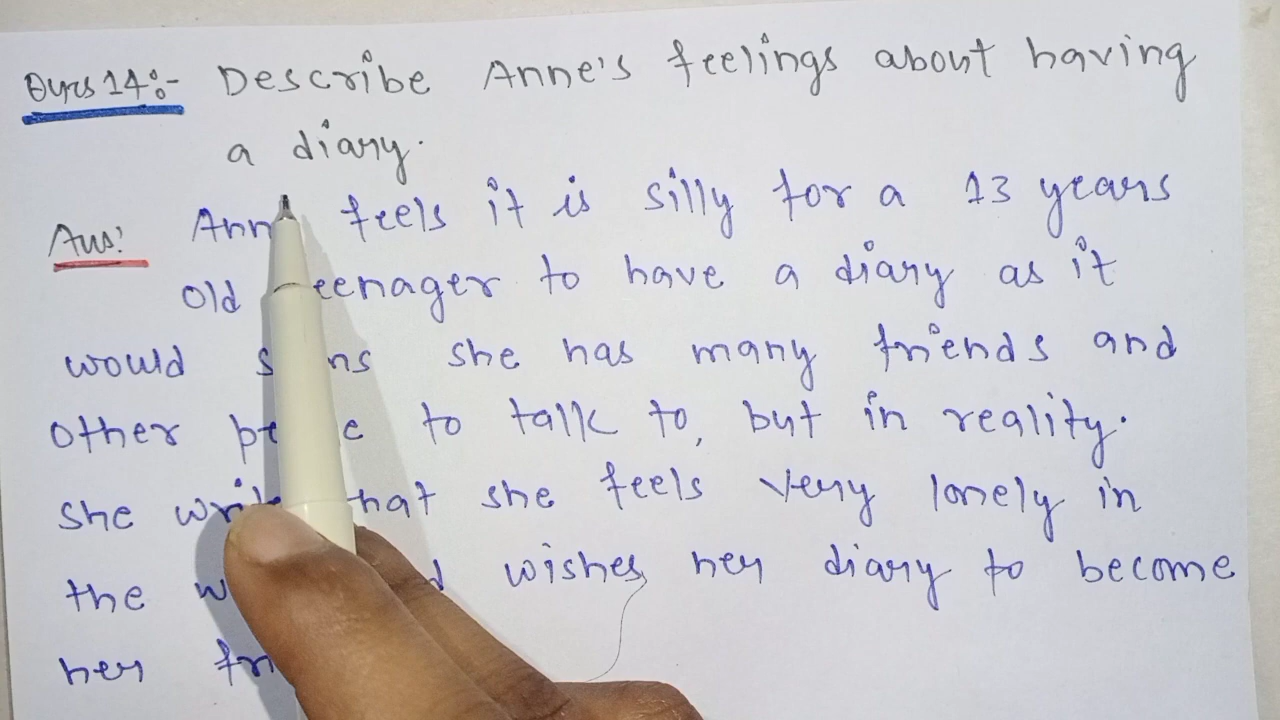 Ques 14:- Describe Anne's feelings about having
a diary.
Ans: feels it is silly for a 13 years
old to have a diary as it
would she has many friends and
other to talk to, but in reality.
She that she feels very lonely in
the wishes her diary to become
her